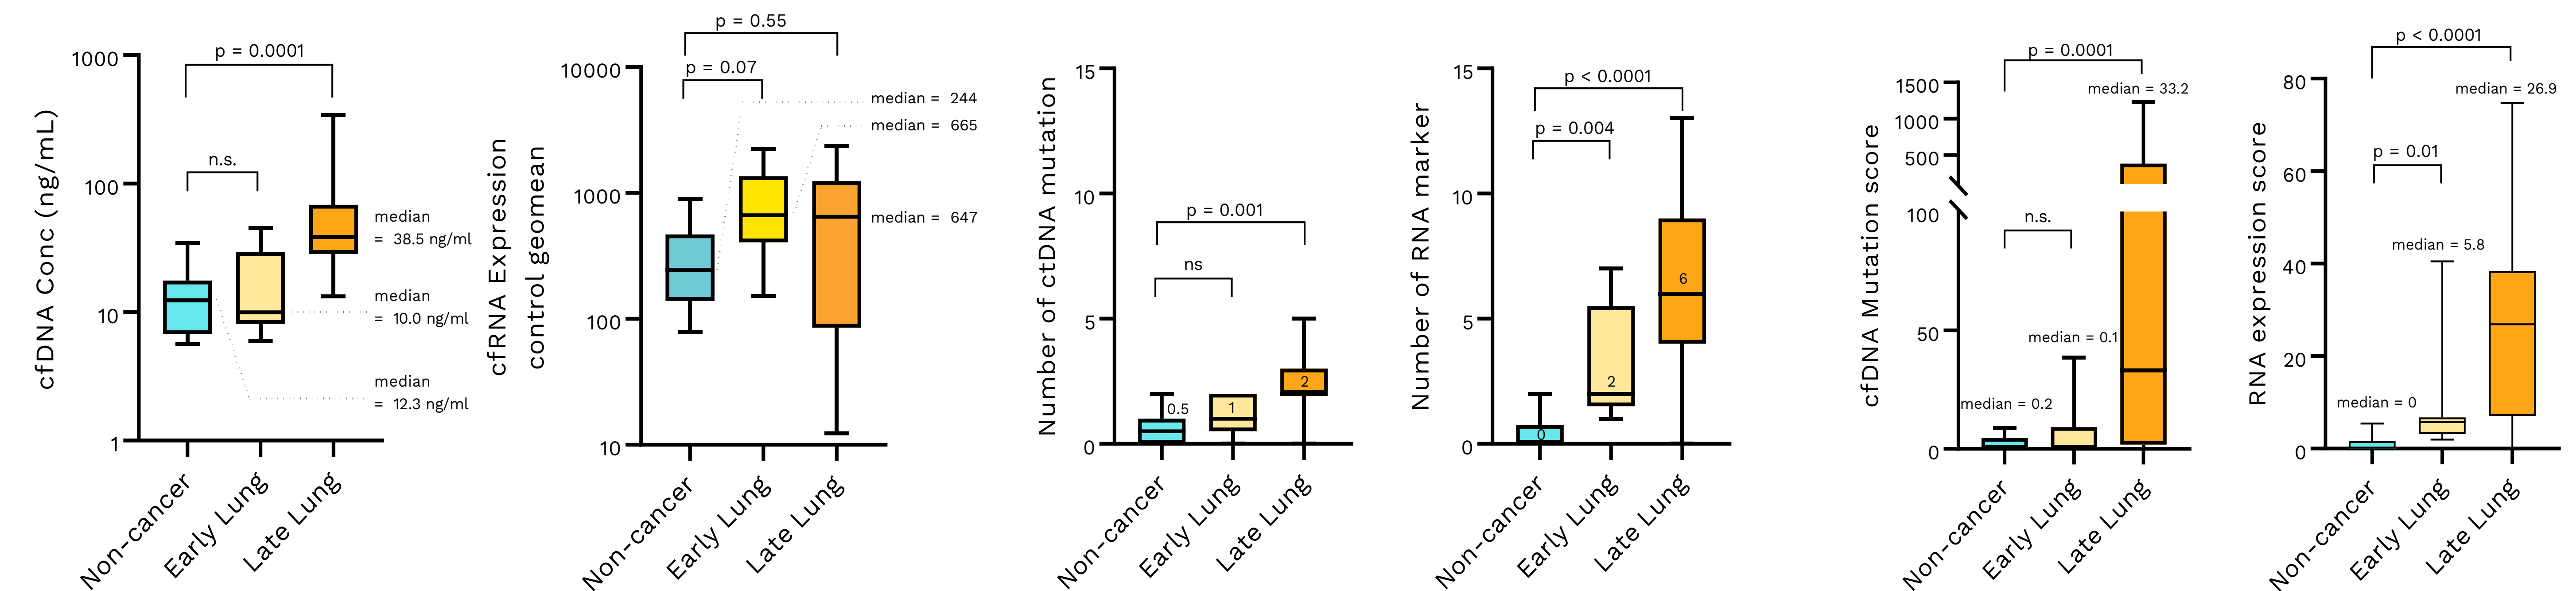 cfDNA Conc (ng/mL)
1000
100
10
1
p = 0.0001
n.s.
median
= 38.5 ng/ml
median
= 10.0 ng/ml
median
= 12.3 ng/ml
Non-cancer
Early Lung
Late Lung
cfRNA Expression
control geomean
10000
1000
100
10
p = 0.55
p = 0.07
median = 244
median = 665
median = 647
Non-cancer
Early Lung
Late Lung
Number of ctDNA mutation
15
10
5
0
p = 0.001
ns
0.5
1
2
Non-cancer
Early Lung
Late Lung
Number of RNA marker
15
10
5
0
p < 0.0001
p = 0.004
0
2
6
Non-cancer
Early Lung
Late Lung
cfDNA Mutation score
1500
1000
500
100
50
0
p = 0.0001
median = 33.2
n.s.
median = 0.1
median = 0.2
Non-cancer
Early Lung
Late Lung
RNA expression score
80
60
40
20
0
p < 0.0001
median = 26.9
p = 0.01
median = 5.8
median = 0
Non-cancer
Early Lung
Late Lung